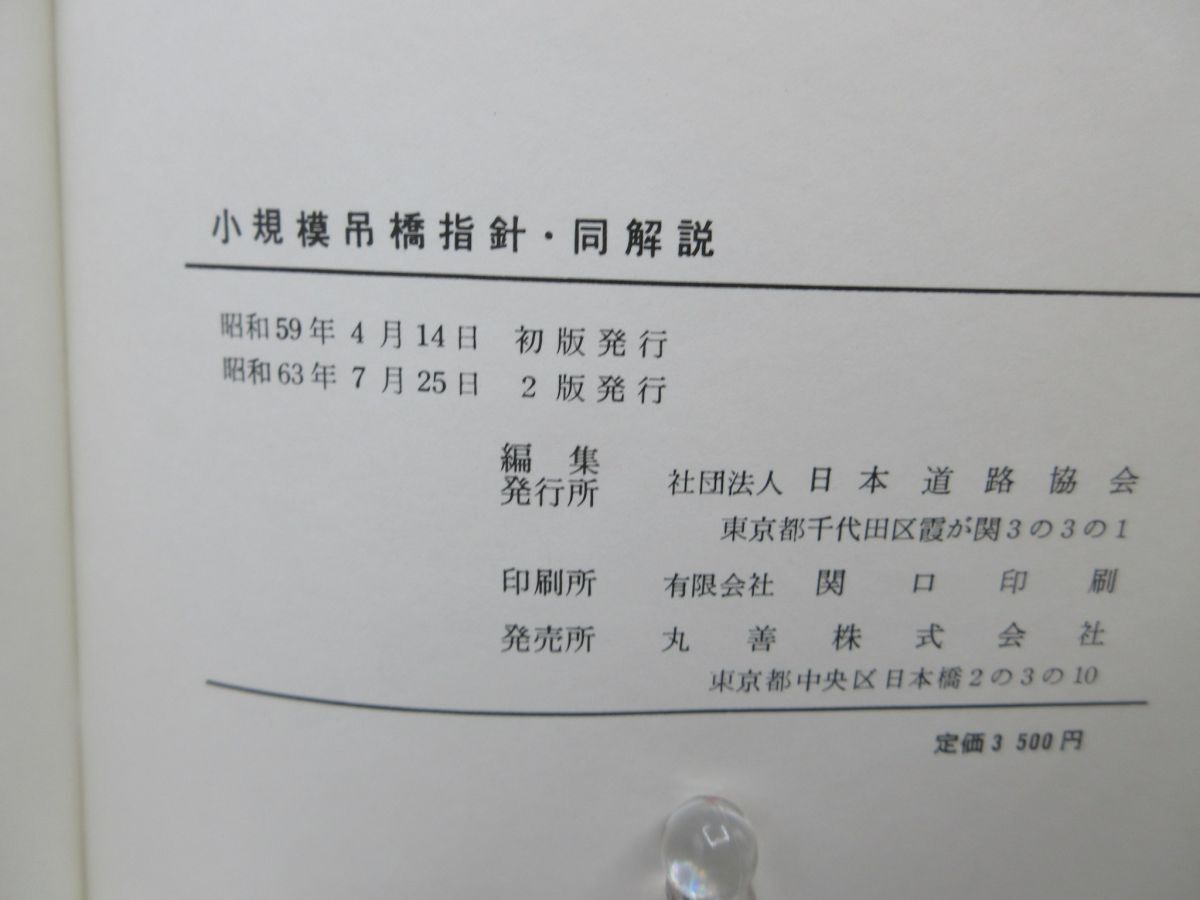 小規模吊橋指針・同解説
昭和59年 4 月 14日 初版発行
昭和63年 7 月 25日 2 版発行
編集
発行所 社団法人 日本道路協会
東京都千代田区霞が関3の3の1
印刷所 有限会社 関口印刷
発売所 丸善株式会社
東京都中央区日本橋2の3の10
定価3 500円